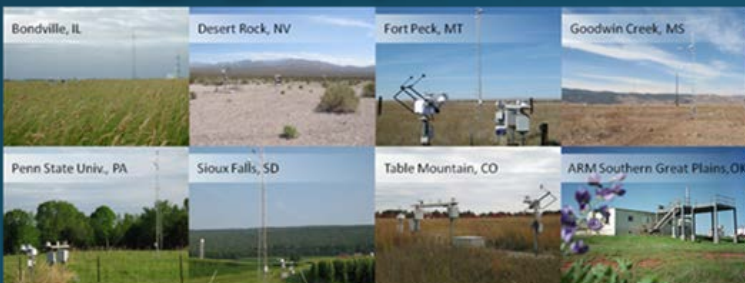 Bondville, IL
Desert Rock, NV
Fort Peck, MT
Goodwin Creek, MS
Penn State Univ., PA
Sioux Falls, SD
Table Mountain, CO
ARM Southern Great Plains,OK